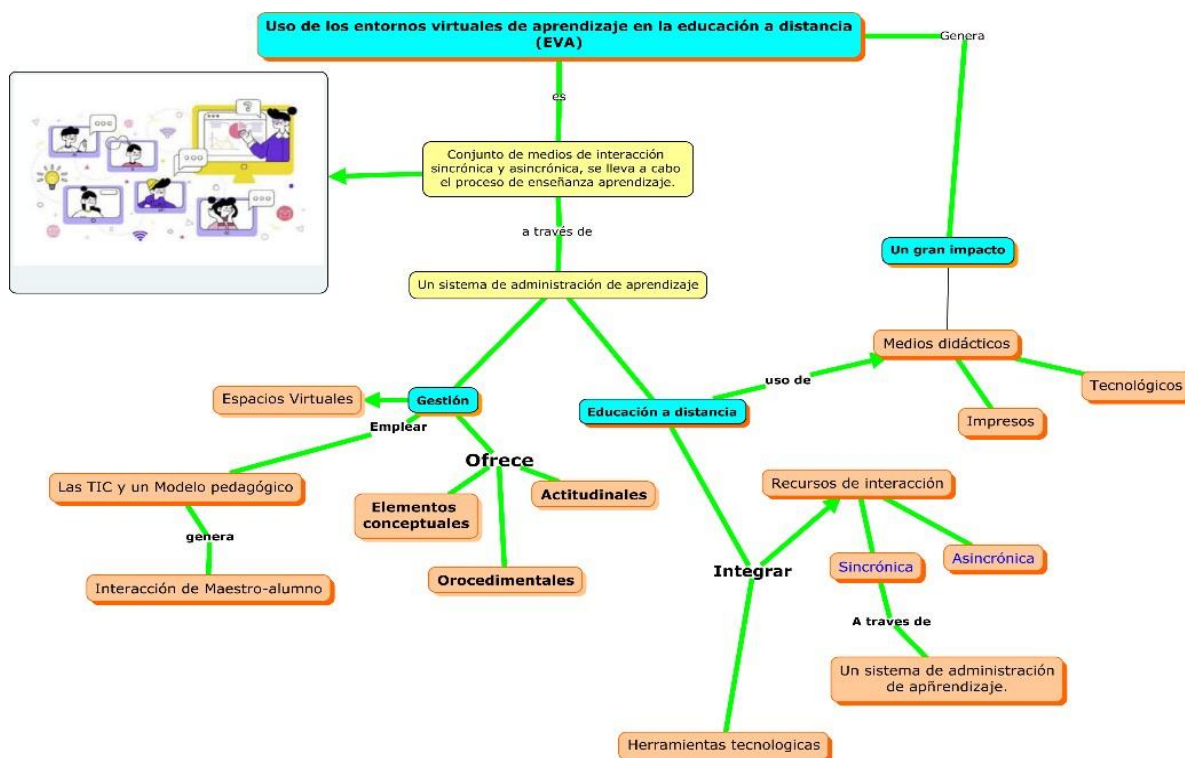 Uso de los entornos virtuales de aprendizaje en la educación a distancia
(EVA)
Genera
es
Conjunto de medios de interacción
sincrónica y asincrónica, se lleva a cabo
el proceso de enseñanza aprendizaje.
a través de
Un gran impacto
Un sistema de administración de aprendizaje
Medios didácticos
uso de
Tecnológicos
Espacios Virtuales
Gestión
Educación a distancia
Impresos
Emplear
Ofrece
Las TIC y un Modelo pedagógico
Actitudinales
Recursos de interacción
Elementos
conceptuales
genera
Asincrónica
Integrar
Sincrónica
Orocedimentales
Interacción de Maestro-alumno
A traves de
Un sistema de administración
de apñrendizaje.
Herramientas tecnologicas